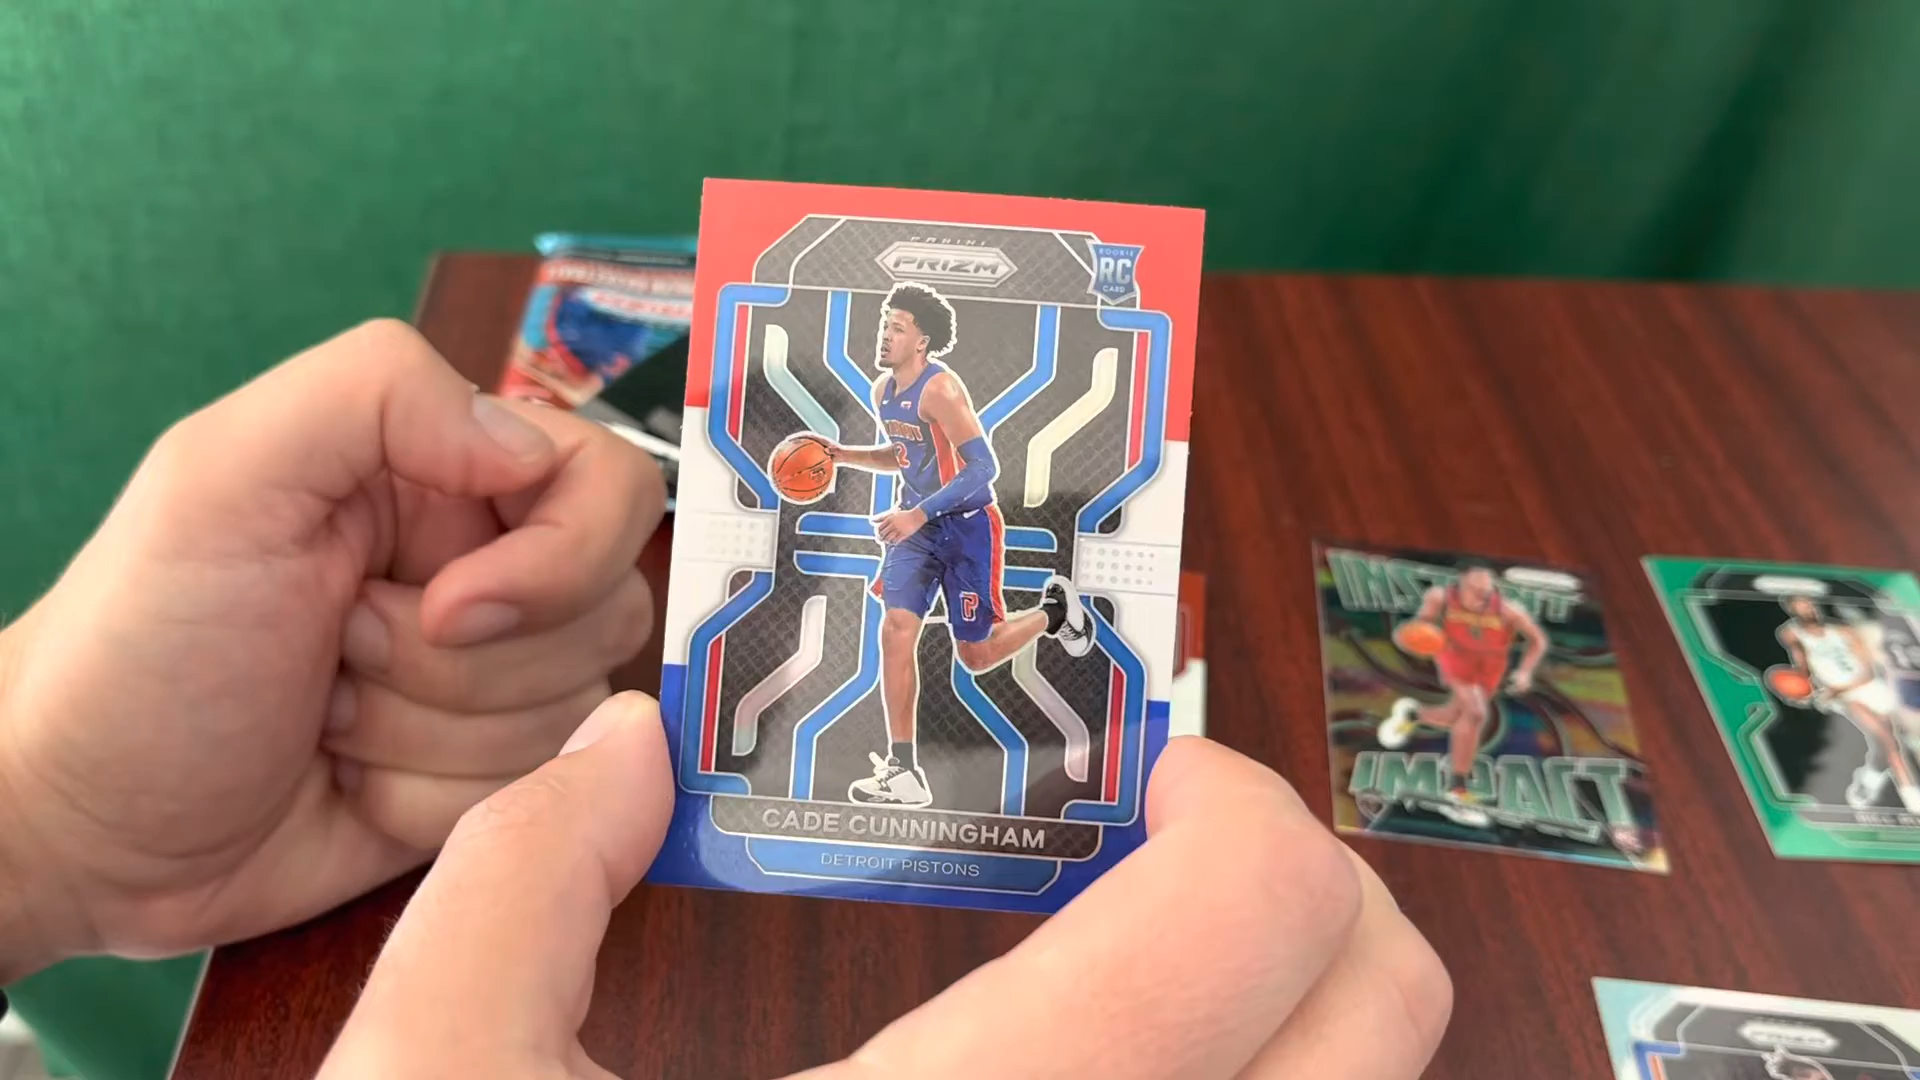 PANINI
PRIZM
ROOKIE
RC
CARD
CADE CUNNINGHAM
DETROIT PISTONS
INSTANT
IMPACT